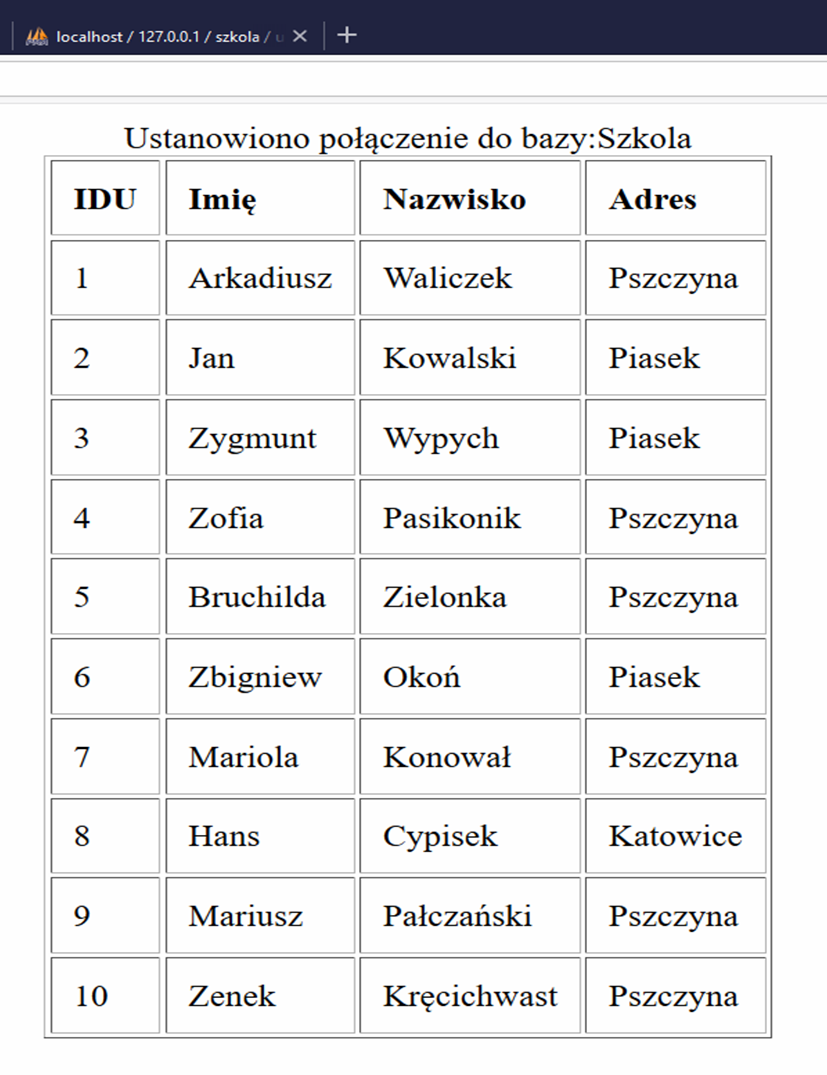 localhost / 127.0.0.1 / szkola /
Ustanowiono połączenie do bazy:Szkola
IDU Imię Nazwisko Adres
1 Arkadiusz Waliczek Pszczyna
2 Jan Kowalski Piasek
3 Zygmunt Wypych Piasek
4 Zofia Pasikonik Pszczyna
5 Bruchilda Zielonka Pszczyna
6 Zbigniew Okoń Piasek
7 Mariola Konował Pszczyna
8 Hans Cypisek Katowice
9 Mariusz Pałczański Pszczyna
10 Zenek Kręcichwast Pszczyna